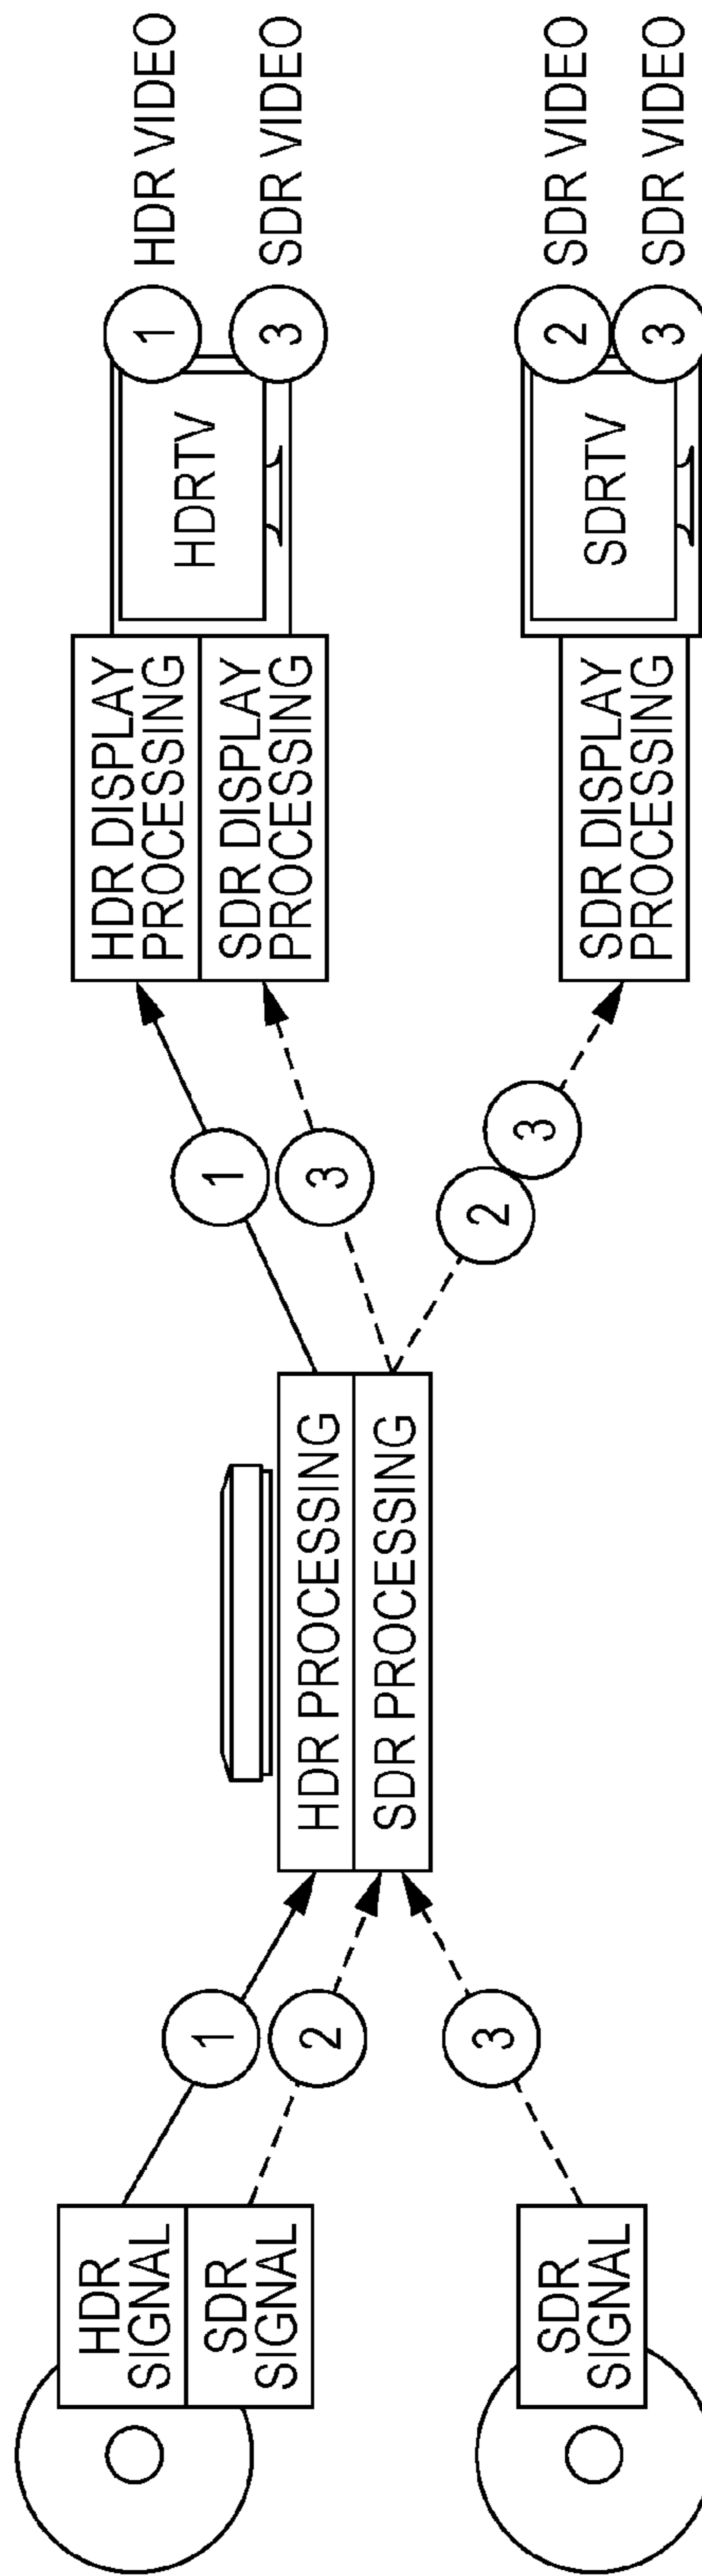 HDR
SIGNAL
SDR
SIGNAL
SDR
SIGNAL
1
2
3
HDR PROCESSING
SDR PROCESSING
1
3
2
3
HDR DISPLAY
PROCESSING
SDR DISPLAY
PROCESSING
SDR DISPLAY
PROCESSING
HDRTV
1
HDR VIDEO
3
SDR VIDEO
SDRTV
2
SDR VIDEO
3
SDR VIDEO